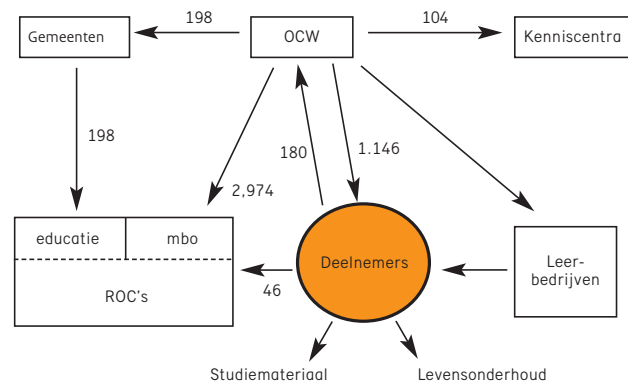 198
104
Gemeenten
OCW
Kenniscentra
198
180
1.146
2,974
educatie
mbo
Deelnemers
Leer-
bedrijven
46
ROC's
Studiemateriaal
Levensonderhoud